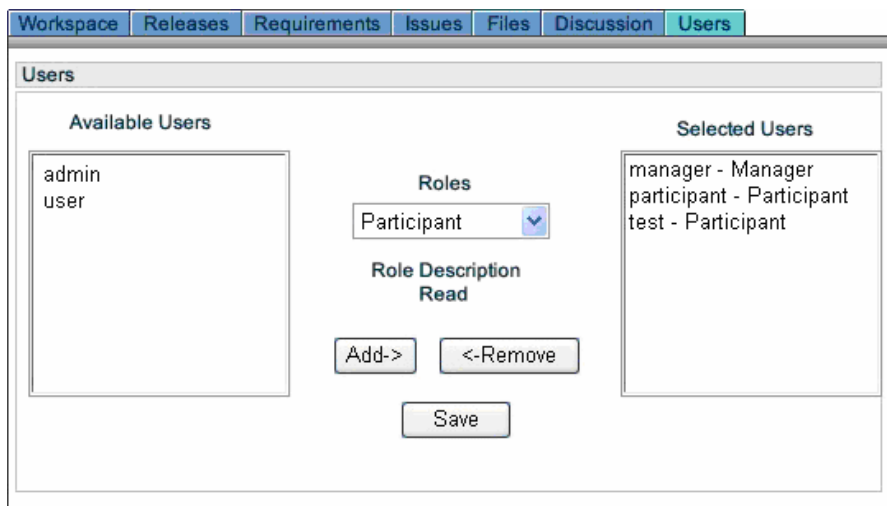 Workspace Releases Requirements Issues Files Discussion Users
Users
Available Users
admin
user
Roles
Participant
Role Description
Read
Add->
<-Remove
Save
Selected Users
manager - Manager
participant - Participant
test - Participant